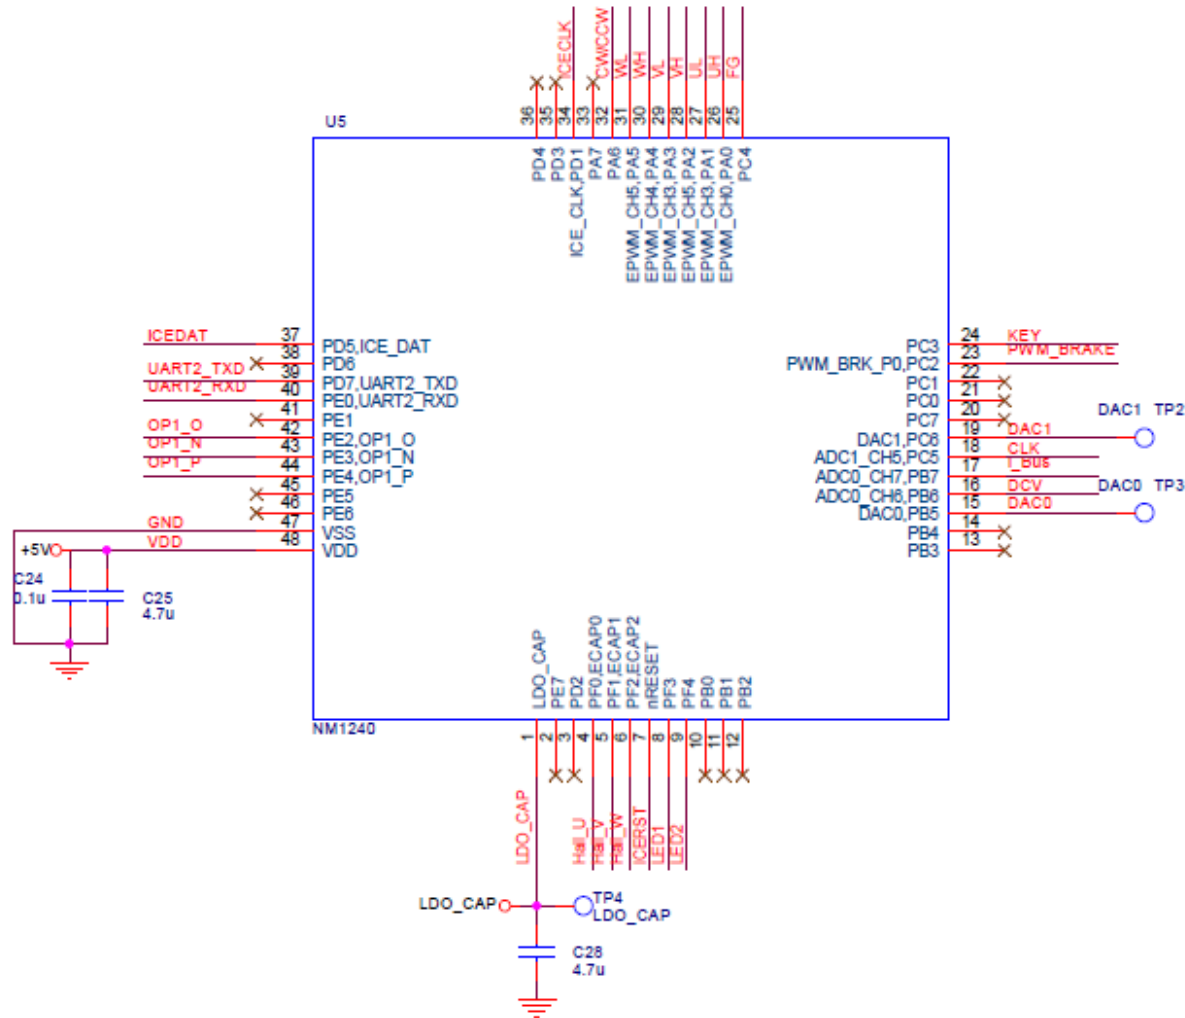 ICECLK
CW/CCW
WL
WH
VL
VH
UL
UH
FG
36
35
34
33
32
31
30
29
28
27
26
25
U5
PD4
PD3
ICE_CLK,PD1
PA7
PA6
EPWM_CH5,PA5
EPWM_CH4,PA4
EPWM_CH3,PA3
EPWM_CH5,PA2
EPWM_CH3,PA1
EPWM_CH0,PA0
PC4
ICEDAT 37 PD5,ICE_DAT
38 PD6
UART2_TXD 39 PD7,UART2_TXD
UART2_RXD 40 PE0,UART2_RXD
41 PE1
OP1_O 42 PE2,OP1_O
OP1_N 43 PE3,OP1_N
OP1_P 44 PE4,OP1_P
45 PE5
46 PE6
GND 47 VSS
+5V VDD 48 VDD
PC3 24 KEY
PWM_BRK_P0,PC2 23 PWM_BRAKE
PC1 22
PC0 21
PC7 20
DAC1,PC6 19 DAC1
DAC1 TP2
ADC1_CH5,PC5 18 CLK
ADC0_CH7,PB7 17 I_Bus
ADC0_CH6,PB6 16 DCV
DAC0,PB5 15 DAC0
DAC0 TP3
PB4 14
PB3 13
C24
0.1u
C25
4.7u
LDO_CAP
PE7
PD2
PF0,ECAP0
PF1,ECAP1
PF2,ECAP2
nRESET
PF3
PF4
PB0
PB1
PB2
NM1240
1
2
3
4
5
6
7
8
9
10
11
12
LDO_CAP
Hall_U
Hall_V
Hall_W
ICERST
LED1
LED2
LDO_CAP
TP4
LDO_CAP
C28
4.7u